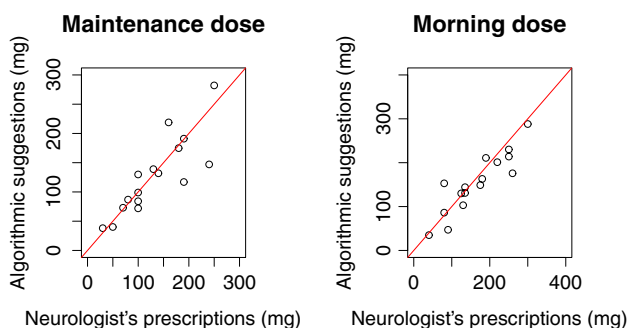 Maintenance dose
Algorithmic suggestions (mg)
300
100
0
0
100
200
300
Neurologist's prescriptions (mg)
Morning dose
Algorithmic suggestions (mg)
300
100
0
0
200
400
Neurologist's prescriptions (mg)